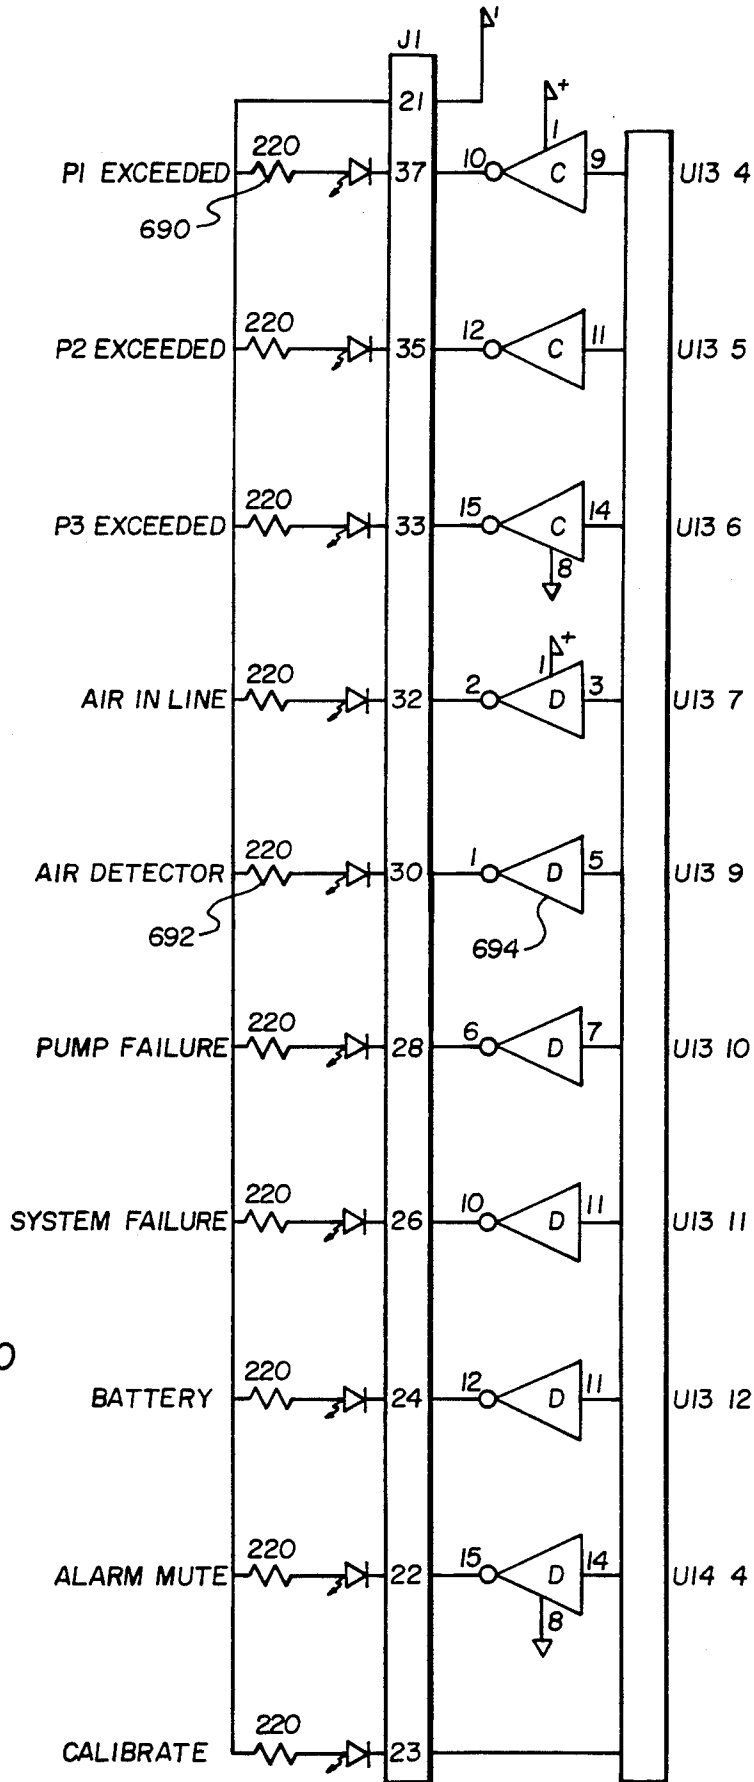 J1
21
220
P1 EXCEEDED 37 10 C 9 U13 4
+
1
690
220
P2 EXCEEDED 35 12 C 11 U13 5
220
P3 EXCEEDED 33 15 C 14 U13 6
8
+
1
220
AIR IN LINE 32 2 D 3 U13 7
220
AIR DETECTOR 30 1 D 5 U13 9
692
694
220
PUMP FAILURE 28 6 D 7 U13 10
220
SYSTEM FAILURE 26 10 D 11 U13 11
220
BATTERY 24 12 D 11 U13 12
220
ALARM MUTE 22 15 D 14 U14 4
8
220
CALIBRATE 23